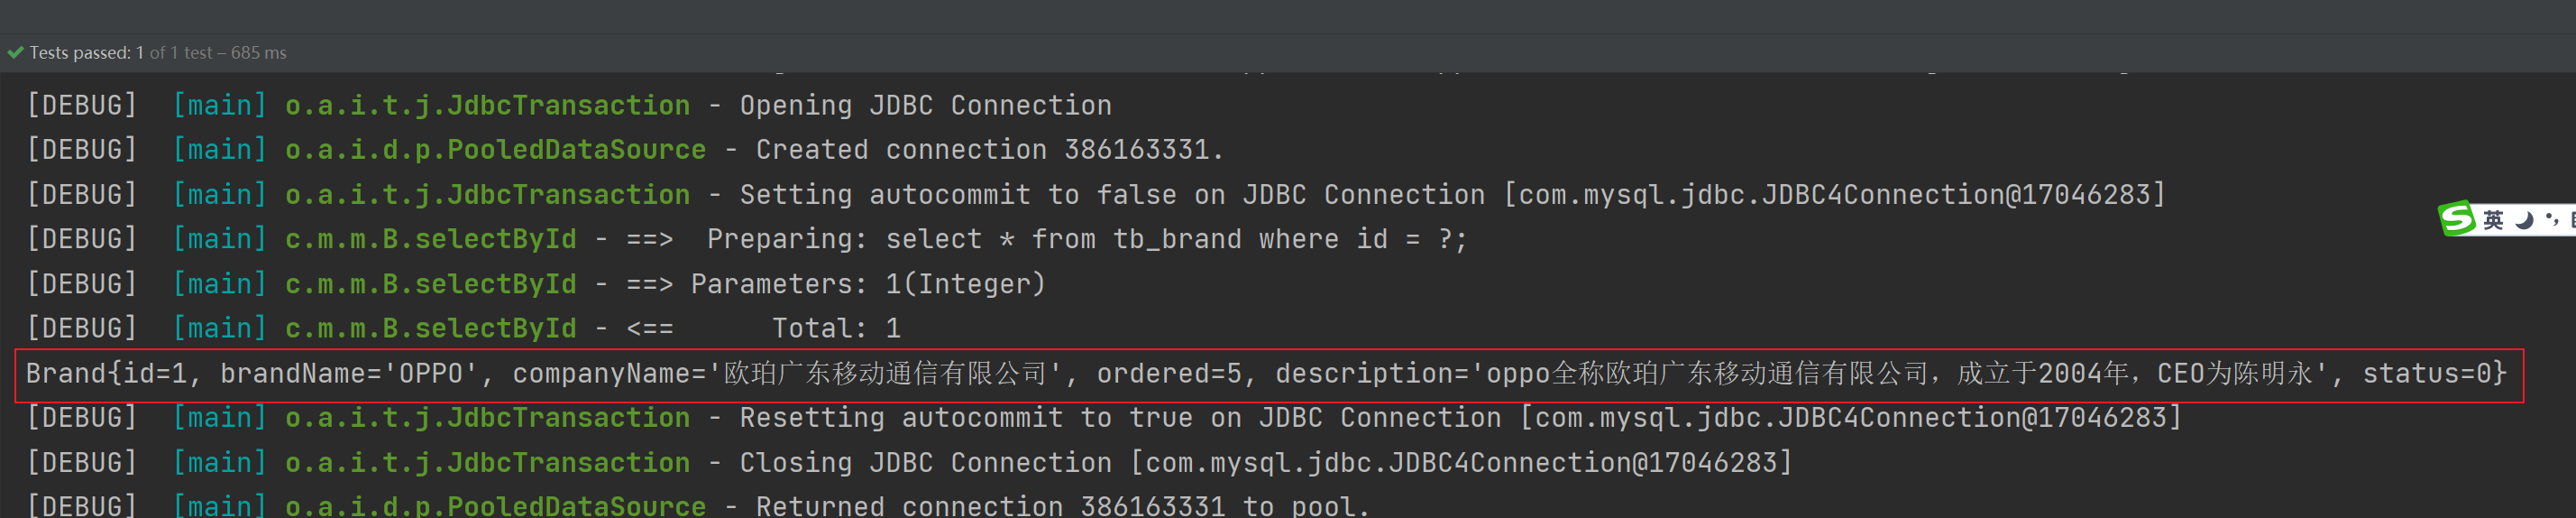 Tests passed: 1 of 1 test – 685 ms
[DEBUG] [main] o.a.i.t.j.JdbcTransaction - Opening JDBC Connection
[DEBUG] [main] o.a.i.d.p.PooledDataSource - Created connection 386163331.
[DEBUG] [main] o.a.i.t.j.JdbcTransaction - Setting autocommit to false on JDBC Connection [com.mysql.jdbc.JDBC4Connection@17046283]
英
[DEBUG] [main] c.m.m.B.selectById - ==>  Preparing: select * from tb_brand where id = ?;
[DEBUG] [main] c.m.m.B.selectById - ==> Parameters: 1(Integer)
[DEBUG] [main] c.m.m.B.selectById - <==      Total: 1
Brand{id=1, brandName='OPPO', companyName='欧珀广东移动通信有限公司', ordered=5, description='oppo全称欧珀广东移动通信有限公司，成立于2004年，CEO为陈明永', status=0}
[DEBUG] [main] o.a.i.t.j.JdbcTransaction - Resetting autocommit to true on JDBC Connection [com.mysql.jdbc.JDBC4Connection@17046283]
[DEBUG] [main] o.a.i.t.j.JdbcTransaction - Closing JDBC Connection [com.mysql.jdbc.JDBC4Connection@17046283]
[DEBUG] [main] o.a.i.d.p.PooledDataSource - Returned connection 386163331 to pool.